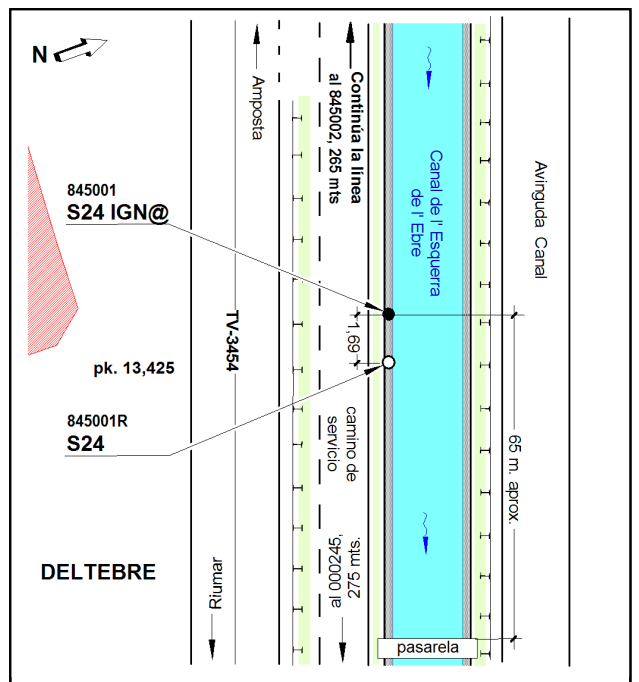 N
Amposta
Continúa la línea
al 845002, 265 mts
Canal de l' Esquerra
de l' Ebre
Avinguda Canal
845001
S24 IGN@
1,69
TV-3454
pk. 13,425
845001R
S24
camino de
servicio
65 m. aprox.
275 mts.
al 000245,
DELTEBRE
Riumar
pasarela